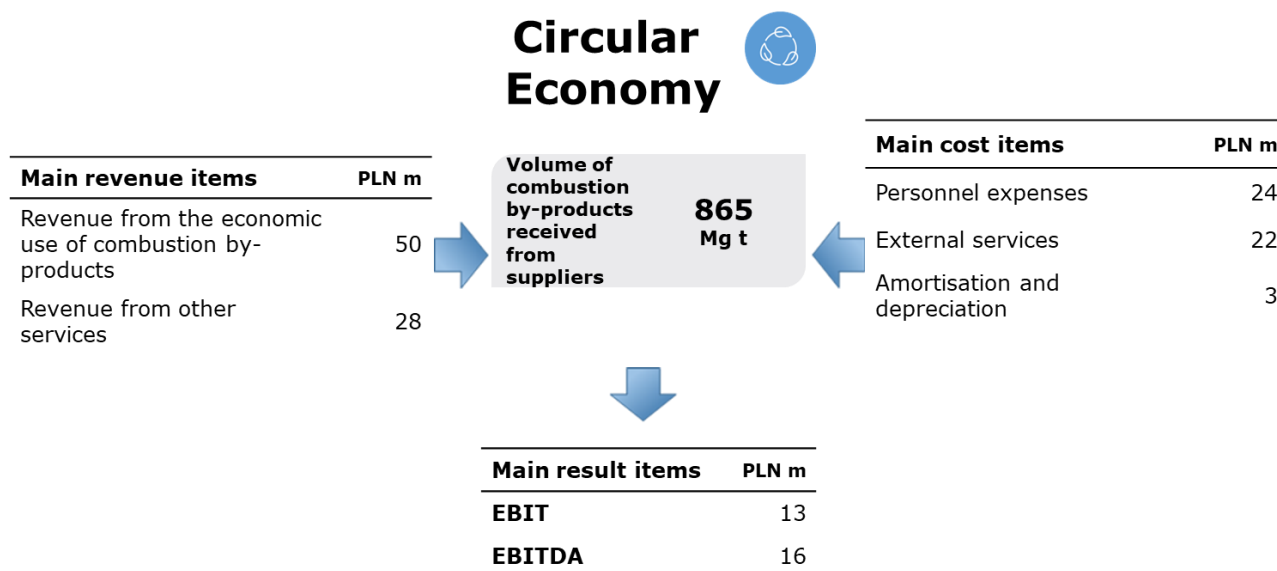 Circular
Economy
Main revenue items PLN m
Revenue from the economic
use of combustion by-
products 50
Revenue from other
services 28
Volume of
combustion
by-products
received
from
suppliers
865
Mg t
Main cost items PLN m
Personnel expenses 24
External services 22
Amortisation and
depreciation 3
Main result items PLN m
EBIT 13
EBITDA 16